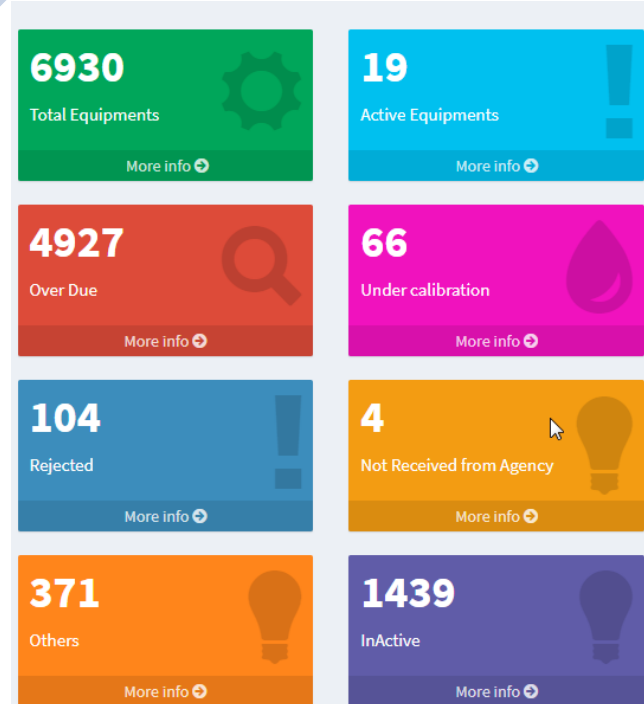 6930
Total Equipments
More info
19
Active Equipments
More info
4927
Over Due
More info
66
Under calibration
More info
104
Rejected
More info
4
Not Received from Agency
More info
371
Others
More info
1439
InActive
More info